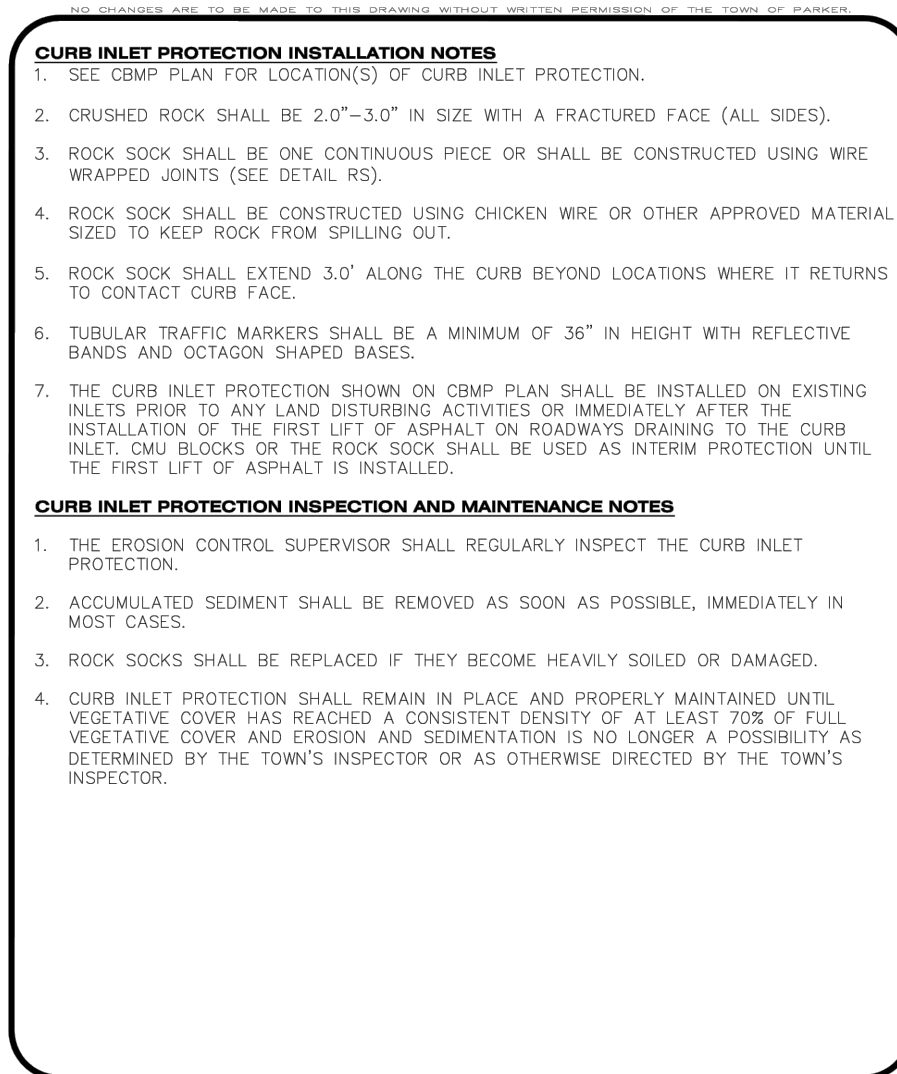 NO CHANGES ARE TO BE MADE TO THIS DRAWING WITHOUT WRITTEN PERMISSION OF THE TOWN OF PARKER.
CURB INLET PROTECTION INSTALLATION NOTES
1. SEE CBMP PLAN FOR LOCATION(S) OF CURB INLET PROTECTION.
2. CRUSHED ROCK SHALL BE 2.0"–3.0" IN SIZE WITH A FRACTURED FACE (ALL SIDES).
3. ROCK SOCK SHALL BE ONE CONTINUOUS PIECE OR SHALL BE CONSTRUCTED USING WIRE
WRAPPED JOINTS (SEE DETAIL RS).
4. ROCK SOCK SHALL BE CONSTRUCTED USING CHICKEN WIRE OR OTHER APPROVED MATERIAL
SIZED TO KEEP ROCK FROM SPILLING OUT.
5. ROCK SOCK SHALL EXTEND 3.0' ALONG THE CURB BEYOND LOCATIONS WHERE IT RETURNS
TO CONTACT CURB FACE.
6. TUBULAR TRAFFIC MARKERS SHALL BE A MINIMUM OF 36" IN HEIGHT WITH REFLECTIVE
BANDS AND OCTAGON SHAPED BASES.
7. THE CURB INLET PROTECTION SHOWN ON CBMP PLAN SHALL BE INSTALLED ON EXISTING
INLETS PRIOR TO ANY LAND DISTURBING ACTIVITIES OR IMMEDIATELY AFTER THE
INSTALLATION OF THE FIRST LIFT OF ASPHALT ON ROADWAYS DRAINING TO THE CURB
INLET. CMU BLOCKS OR THE ROCK SOCK SHALL BE USED AS INTERIM PROTECTION UNTIL
THE FIRST LIFT OF ASPHALT IS INSTALLED.
CURB INLET PROTECTION INSPECTION AND MAINTENANCE NOTES
1. THE EROSION CONTROL SUPERVISOR SHALL REGULARLY INSPECT THE CURB INLET
PROTECTION.
2. ACCUMULATED SEDIMENT SHALL BE REMOVED AS SOON AS POSSIBLE, IMMEDIATELY IN
MOST CASES.
3. ROCK SOCKS SHALL BE REPLACED IF THEY BECOME HEAVILY SOILED OR DAMAGED.
4. CURB INLET PROTECTION SHALL REMAIN IN PLACE AND PROPERLY MAINTAINED UNTIL
VEGETATIVE COVER HAS REACHED A CONSISTENT DENSITY OF AT LEAST 70% OF FULL
VEGETATIVE COVER AND EROSION AND SEDIMENTATION IS NO LONGER A POSSIBILITY AS
DETERMINED BY THE TOWN'S INSPECTOR OR AS OTHERWISE DIRECTED BY THE TOWN'S
INSPECTOR.